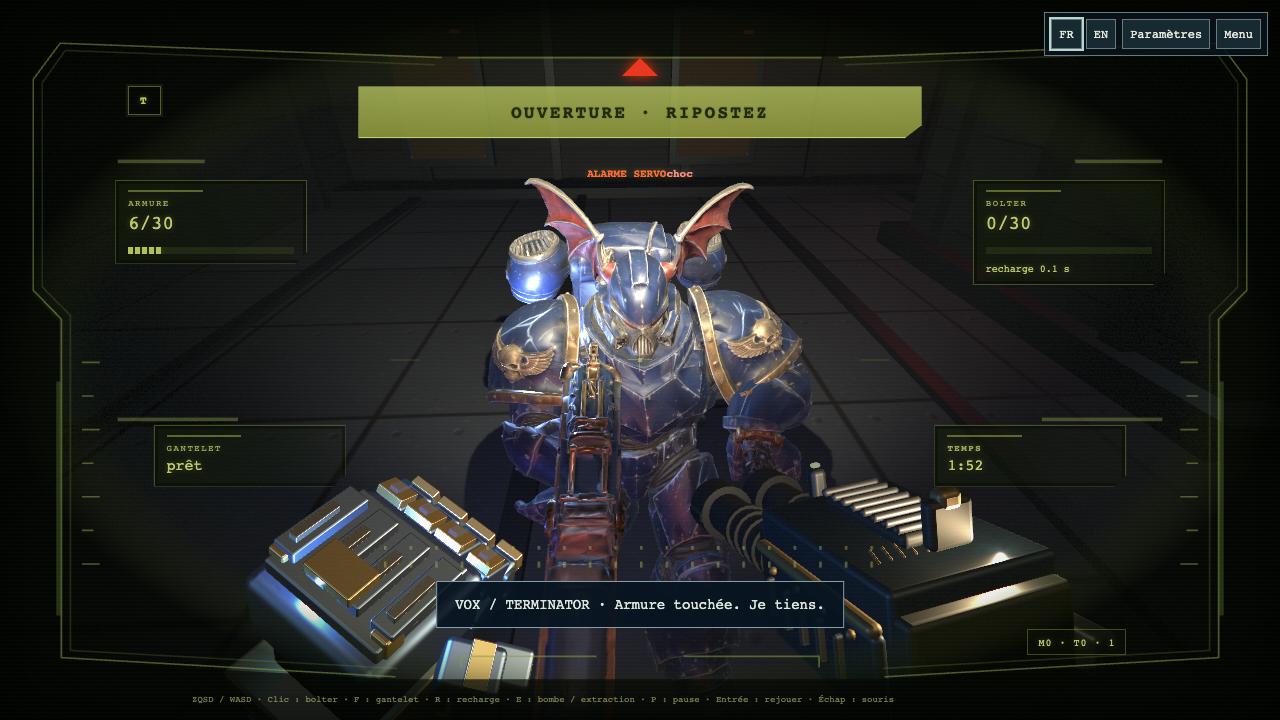 FR EN Paramètres Menu
T
OUVERTURE · RIPOSTEZ
ALARME SERVOchoc
ARMURE
6/30
BOLTER
0/30
recharge 0.1 s
GANTELET
prêt
TEMPS
1:52
VOX / TERMINATOR · Armure touchée. Je tiens.
M0 · T0 · 1
ZQSD / WASD · Clic : bolter · F : gantelet · R : recharge · E : bombe / extraction · P : pause · Entrée : rejouer · Échap : souris